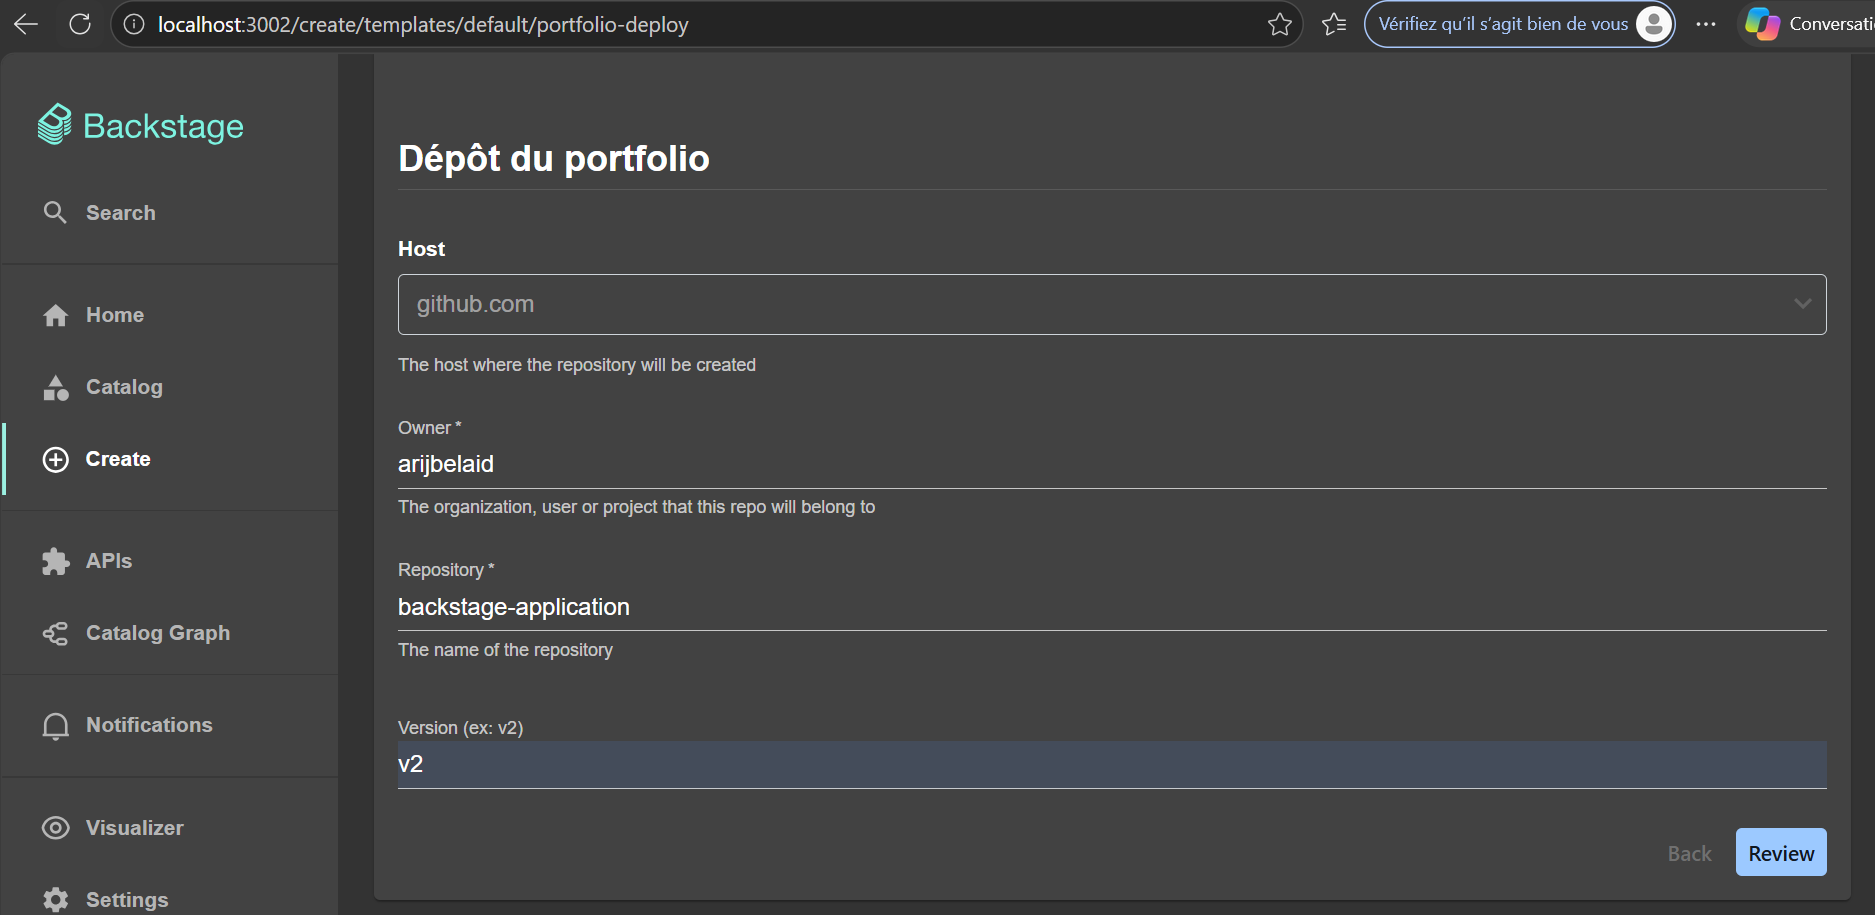 localhost:3002/create/templates/default/portfolio-deploy
Vérifiez qu'il s'agit bien de vous
Conversati
Backstage
Search
Home
Catalog
Create
APIs
Catalog Graph
Notifications
Visualizer
Settings
Dépôt du portfolio
Host
github.com
The host where the repository will be created
Owner *
arijbelaid
The organization, user or project that this repo will belong to
Repository *
backstage-application
The name of the repository
Version (ex: v2)
v2
Back
Review